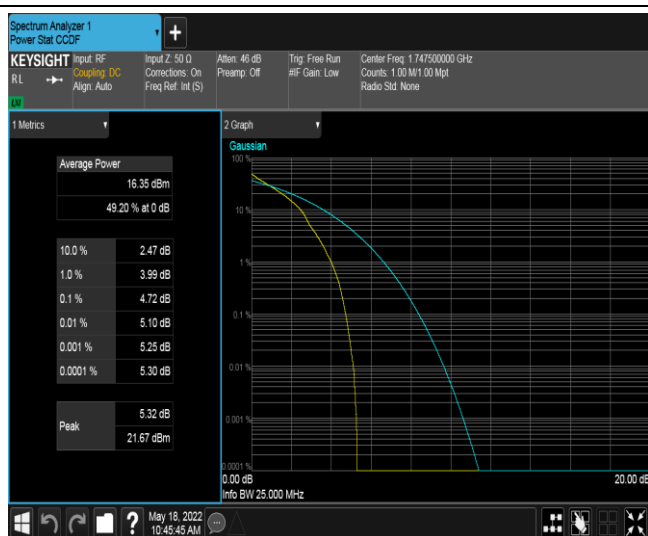 Spectrum Analyzer 1
Power Stat CCDF
KEYSIGHT
RL
LXI
Input: RF
Coupling: DC
Align: Auto
Input Z: 50 Ω
Corrections: On
Freq Ref: Int (S)
Atten: 46 dB
Preamp: Off
Trig: Free Run
#IF Gain: Low
Center Freq: 1.747500000 GHz
Counts: 1.00 M/1.00 Mpt
Radio Std: None
1 Metrics
Average Power
16.35 dBm
49.20 % at 0 dB
10.0 % 2.47 dB
1.0 % 3.99 dB
0.1 % 4.72 dB
0.01 % 5.10 dB
0.001 % 5.25 dB
0.0001 % 5.30 dB
Peak
5.32 dB
21.67 dBm
2 Graph
Gaussian
100 %
10 %
1 %
0.1 %
0.01 %
0.001 %
0.0001 %
0.00 dB 20.00 dB
Info BW 25.000 MHz
? May 18, 2022
10:45:45 AM